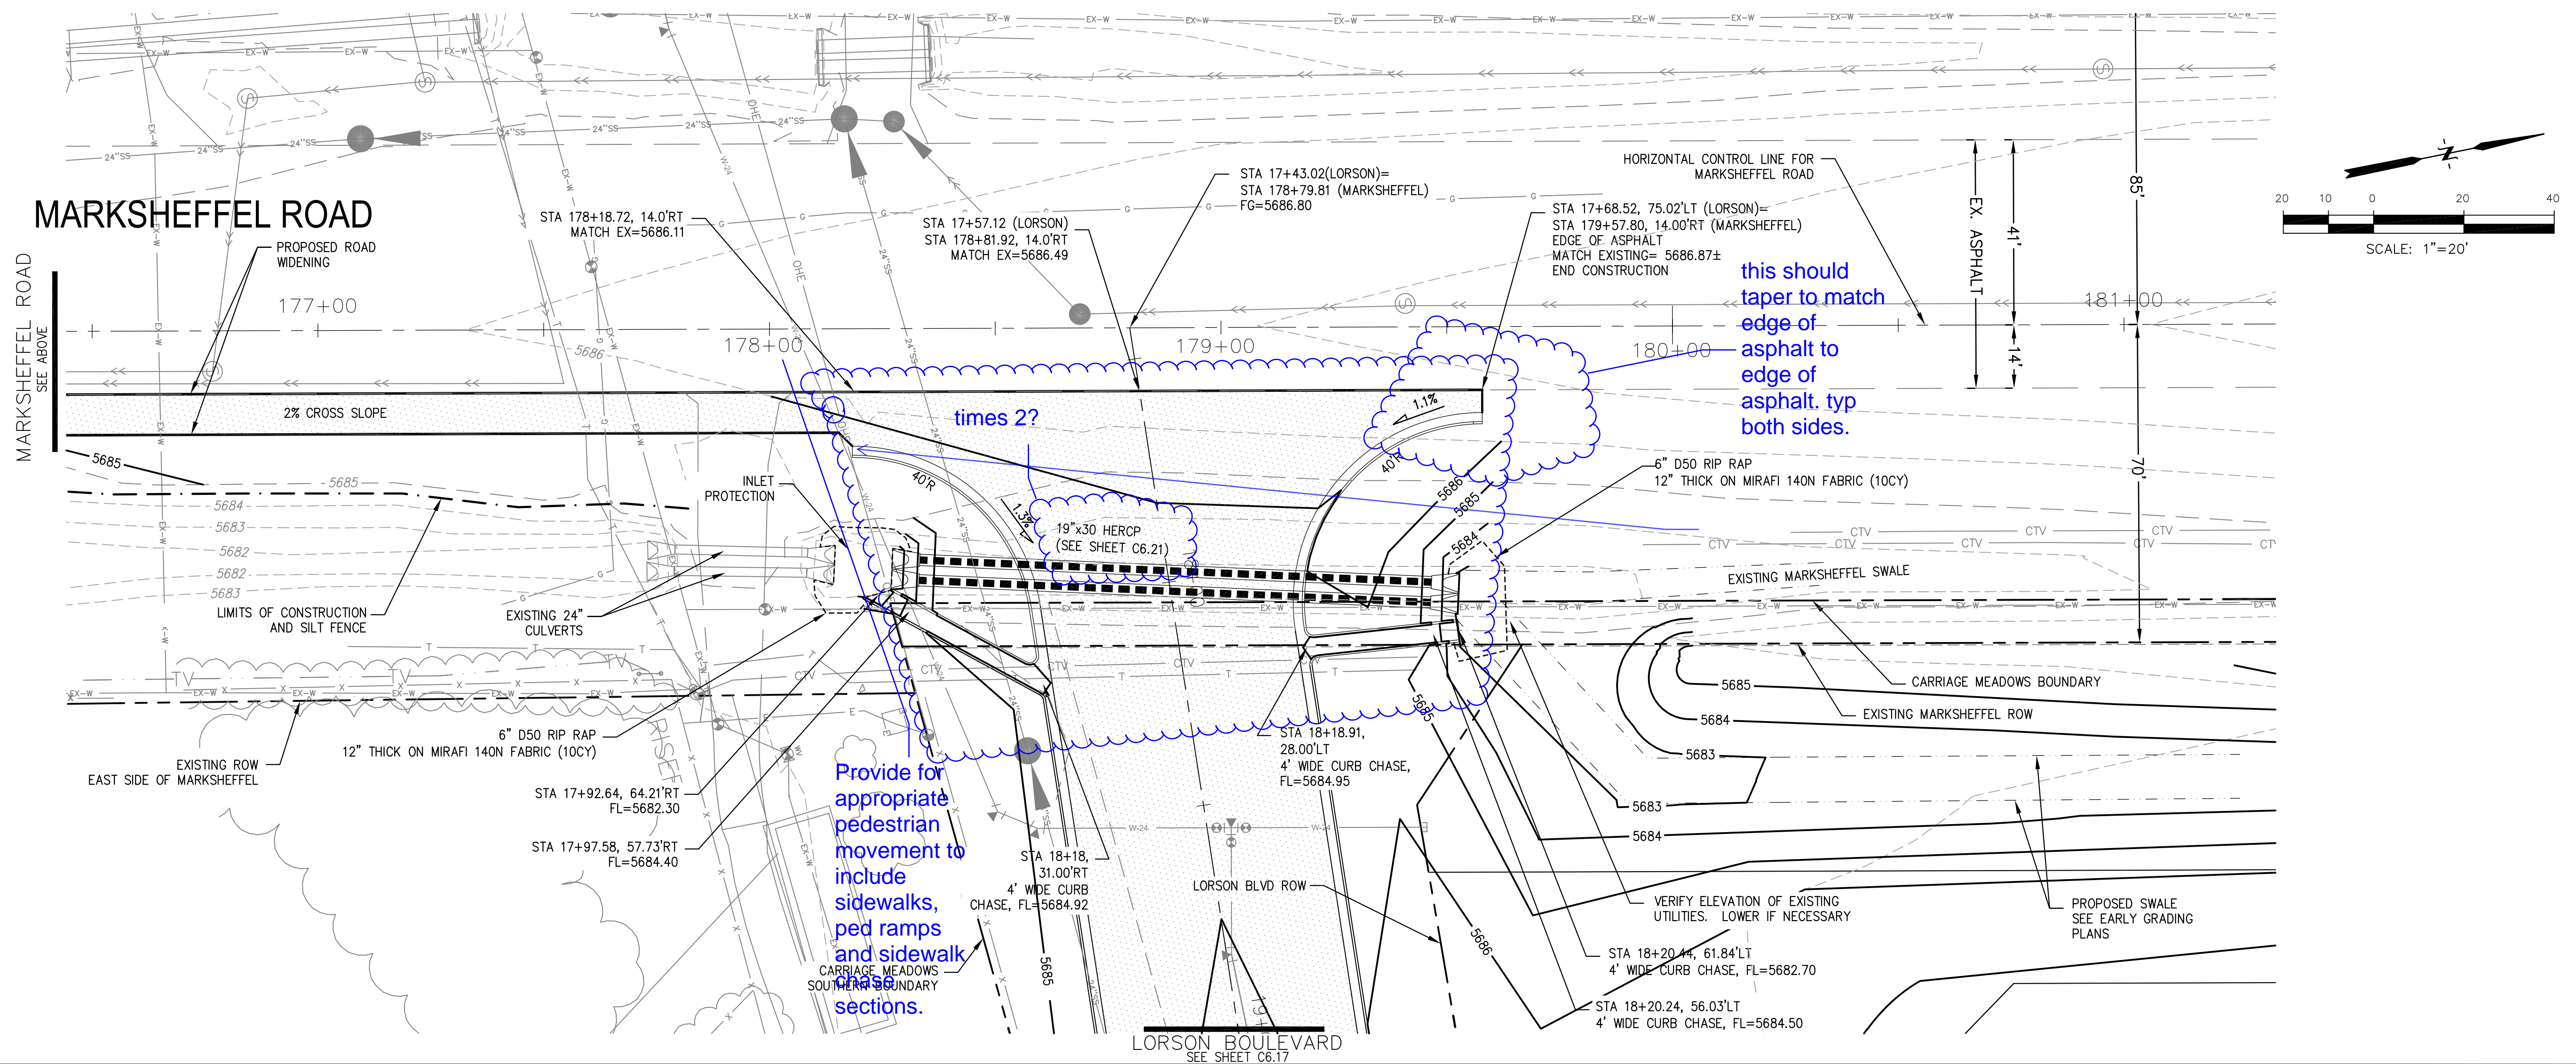 MARKSHEFFEL ROAD
PROPOSED ROAD
WIDENING
MARKSHEFFEL ROAD
SEE ABOVE
177+00
178+00
179+00
180+00
181+00
STA 178+18.72, 14.0'RT
MATCH EX=5686.11
STA 17+57.12 (LORSON)
STA 178+81.92, 14.0'RT
MATCH EX=5686.49
STA 17+43.02(LORSON)=
STA 178+79.81 (MARKSHEFFEL)
FG=5686.80
STA 17+68.52, 75.02'LT (LORSON)=
STA 179+57.80, 14.00'RT (MARKSHEFFEL)
EDGE OF ASPHALT
MATCH EXISTING= 5686.87±
END CONSTRUCTION
HORIZONTAL CONTROL LINE FOR
MARKSHEFFEL ROAD
EX. ASPHALT
41'
14'
85'
70'
N
20
10
0
20
40
SCALE: 1"=20'
this should
taper to match
edge of
asphalt to
edge of
asphalt. typ
both sides.
times 2?
2% CROSS SLOPE
1.1%
1.3%
40'R
40'R
5686
5685
5685
5684
5683
5682
5682
5683
INLET
PROTECTION
19"x30 HERCP
(SEE SHEET C6.21)
5686
5685
5684
6" D50 RIP RAP
12" THICK ON MIRAFI 140N FABRIC (10CY)
EXISTING MARKSHEFFEL SWALE
LIMITS OF CONSTRUCTION
AND SILT FENCE
EXISTING 24"
CULVERTS
CARRIAGE MEADOWS BOUNDARY
EXISTING MARKSHEFFEL ROW
EXISTING ROW
EAST SIDE OF MARKSHEFFEL
6" D50 RIP RAP
12" THICK ON MIRAFI 140N FABRIC (10CY)
STA 17+92.64, 64.21'RT
FL=5682.30
STA 17+97.58, 57.73'RT
FL=5684.40
Provide for
appropriate
pedestrian
movement to
include
sidewalks,
ped ramps
and sidewalk
chase
sections.
CARRIAGE MEADOWS
SOUTHERN BOUNDARY
STA 18+18,
31.00'RT
4' WIDE CURB
CHASE, FL=5684.92
STA 18+18.91,
28.00'LT
4' WIDE CURB CHASE,
FL=5684.95
LORSON BLVD ROW
5685
5685
5686
5685
5684
5683
5683
5684
VERIFY ELEVATION OF EXISTING
UTILITIES. LOWER IF NECESSARY
STA 18+20.44, 61.84'LT
4' WIDE CURB CHASE, FL=5682.70
STA 18+20.24, 56.03'LT
4' WIDE CURB CHASE, FL=5684.50
PROPOSED SWALE
SEE EARLY GRADING
PLANS
LORSON BOULEVARD
SEE SHEET C6.17